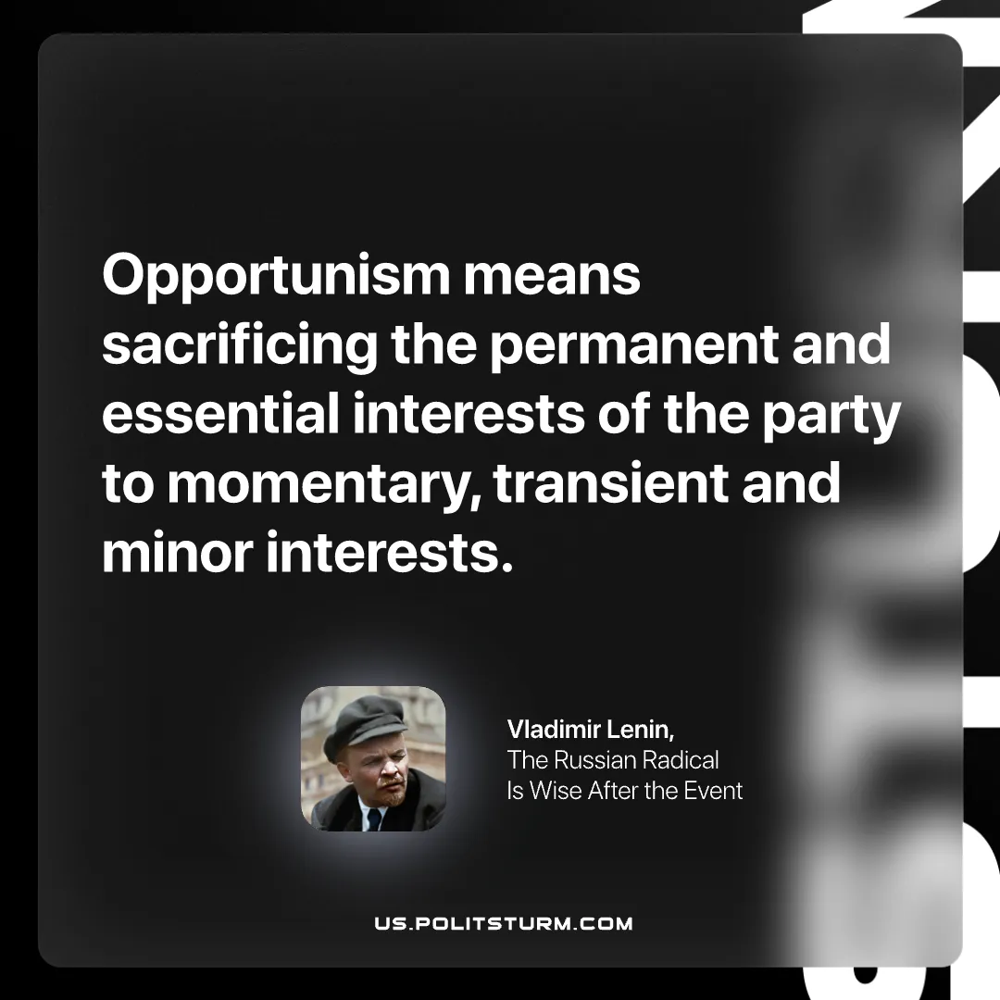 Opportunism means
sacrificing the permanent and
essential interests of the party
to momentary, transient and
minor interests.
Vladimir Lenin,
The Russian Radical
Is Wise After the Event
US.POLITSTURM.COM